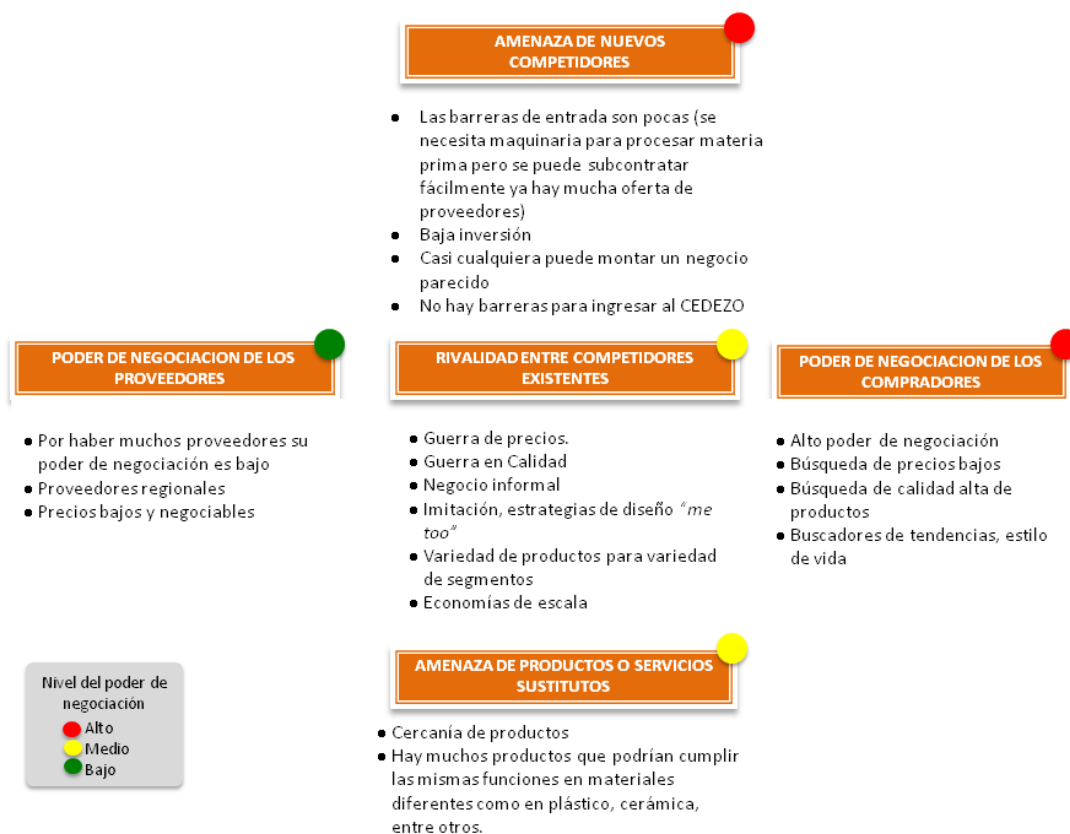 AMENAZA DE NUEVOS
COMPETIDORES
● Las barreras de entrada son pocas (se
necesita maquinaria para procesar materia
prima pero se puede subcontratar
fácilmente ya hay mucha oferta de
proveedores)
● Baja inversión
● Casi cualquiera puede montar un negocio
parecido
● No hay barreras para ingresar al CEDEZO
PODER DE NEGOCIACION DE LOS
PROVEEDORES
● Por haber muchos proveedores su
poder de negociación es bajo
● Proveedores regionales
● Precios bajos y negociables
RIVALIDAD ENTRE COMPETIDORES
EXISTENTES
● Guerra de precios.
● Guerra en Calidad
● Negocio informal
● Imitación, estrategias de diseño "me
too"
● Variedad de productos para variedad
de segmentos
● Economías de escala
PODER DE NEGOCIACION DE LOS
COMPRADORES
● Alto poder de negociación
● Búsqueda de precios bajos
● Búsqueda de calidad alta de
productos
● Buscadores de tendencias, estilo
de vida
AMENAZA DE PRODUCTOS O SERVICIOS
SUSTITUTOS
● Cercanía de productos
● Hay muchos productos que podrían cumplir
las mismas funciones en materiales
diferentes como en plástico, cerámica,
entre otros.
Nivel del poder de
negociación
Alto
Medio
Bajo